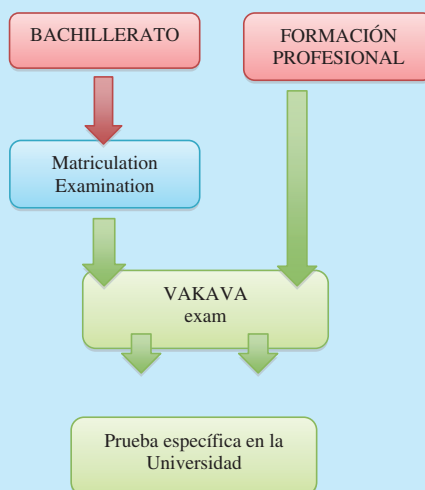 BACHILLERATO
FORMACIÓN
PROFESIONAL
Matriculation
Examination
VAKAVA
exam
Prueba específica en la
Universidad